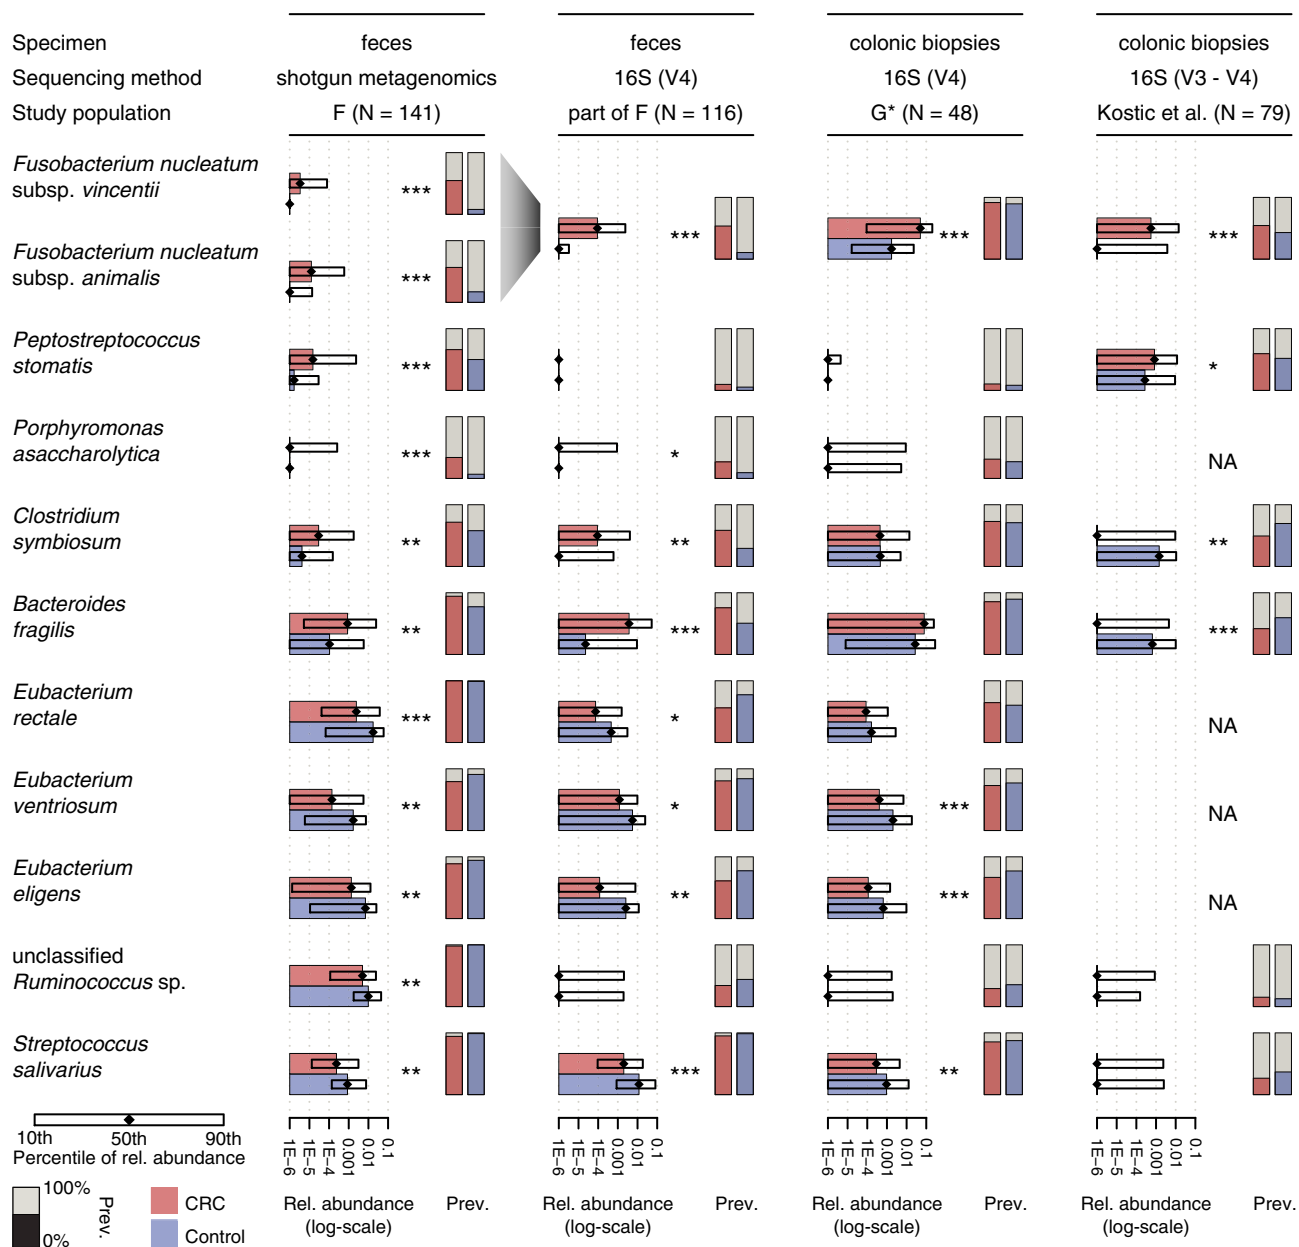 Specimen feces feces colonic biopsies colonic biopsies
Sequencing method shotgun metagenomics 16S (V4) 16S (V4) 16S (V3 - V4)
Study population F (N = 141) part of F (N = 116) G* (N = 48) Kostic et al. (N = 79)
Fusobacterium nucleatum
subsp. vincentii ***
*** *** ***
Fusobacterium nucleatum
subsp. animalis ***
Peptostreptococcus
stomatis *** *
Porphyromonas
asaccharolytica *** * NA
Clostridium
symbiosum ** ** **
Bacteroides
fragilis ** *** ***
Eubacterium
rectale *** * NA
Eubacterium
ventriosum ** * *** NA
Eubacterium
eligens ** ** *** NA
unclassified
Ruminococcus sp. **
Streptococcus
salivarius ** *** **
10th 50th 90th
Percentile of rel. abundance
1E-6 1E-5 1E-4 0.001 0.01 0.1
1E-6 1E-5 1E-4 0.001 0.01 0.1
1E-6 1E-5 1E-4 0.001 0.01 0.1
1E-6 1E-5 1E-4 0.001 0.01 0.1
100%
0%
Prev.
CRC
Control
Rel. abundance Prev. Rel. abundance Prev. Rel. abundance Prev. Rel. abundance Prev.
(log-scale) (log-scale) (log-scale) (log-scale)